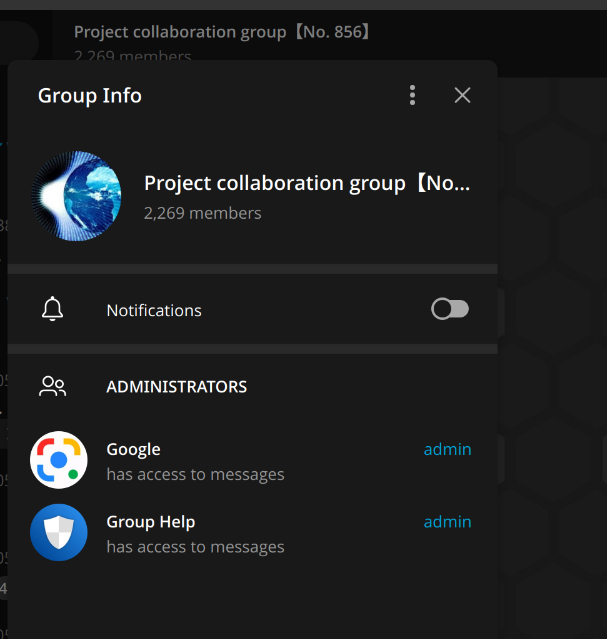 Project collaboration group【No. 856】
2,269 members
Group Info
Project collaboration group【No...
2,269 members
Notifications
ADMINISTRATORS
Google
admin
has access to messages
Group Help
admin
has access to messages